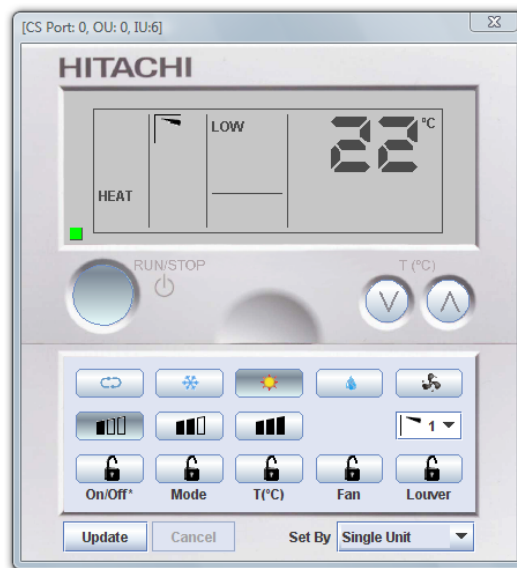 [CS Port: 0, OU: 0, IU:6]
HITACHI
LOW
22 °C
HEAT
RUN/STOP
T (°C)
1
On/Off*
Mode
T(°C)
Fan
Louver
Update
Cancel
Set By
Single Unit